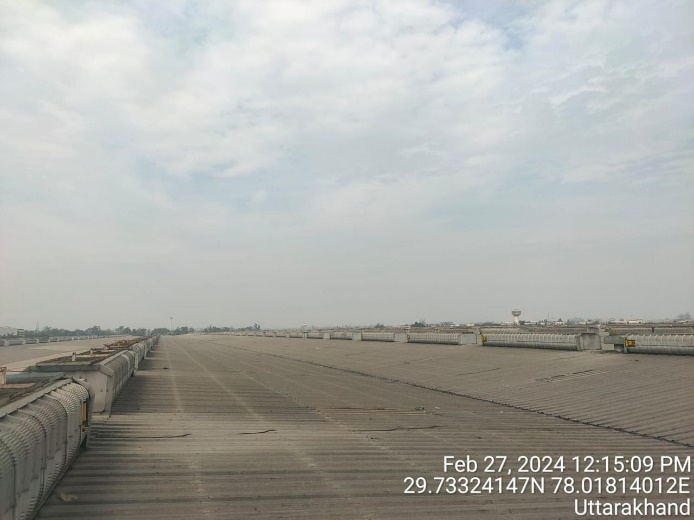 Feb 27, 2024 12:15:09 PM
29.73324147N 78.01814012E
Uttarakhand